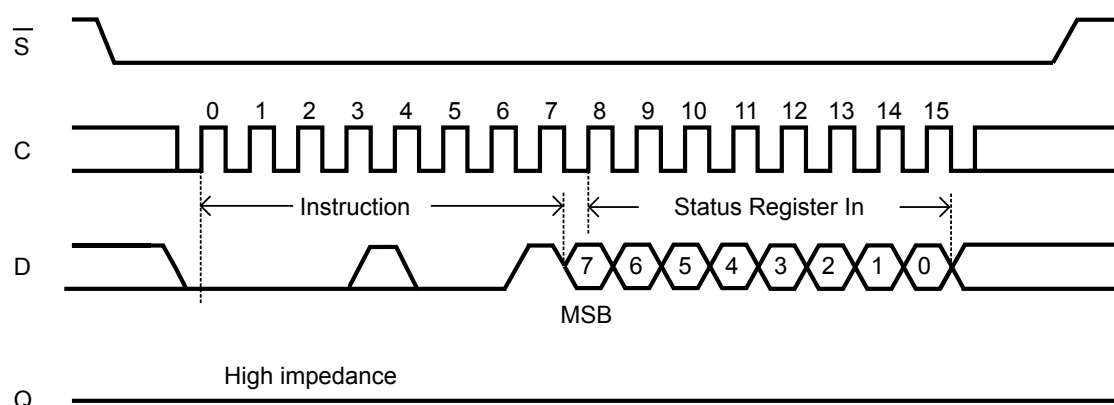 S
0 1 2 3 4 5 6 7 8 9 10 11 12 13 14 15
C
Instruction Status Register In
D 7 6 5 4 3 2 1 0
MSB
High impedance
Q